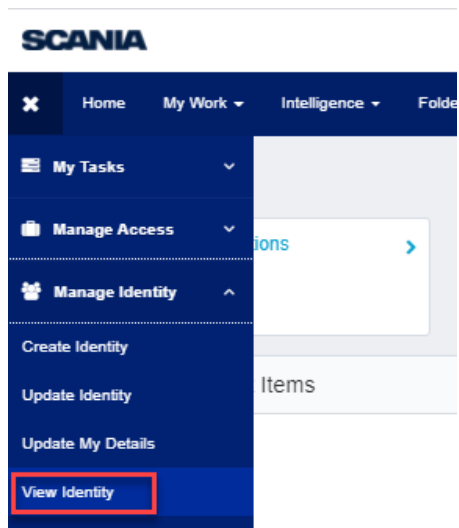 SCANIA
Home My Work Intelligence Folde
My Tasks
Manage Access
ions
Manage Identity
Create Identity
Items
Update Identity
Update My Details
View Identity